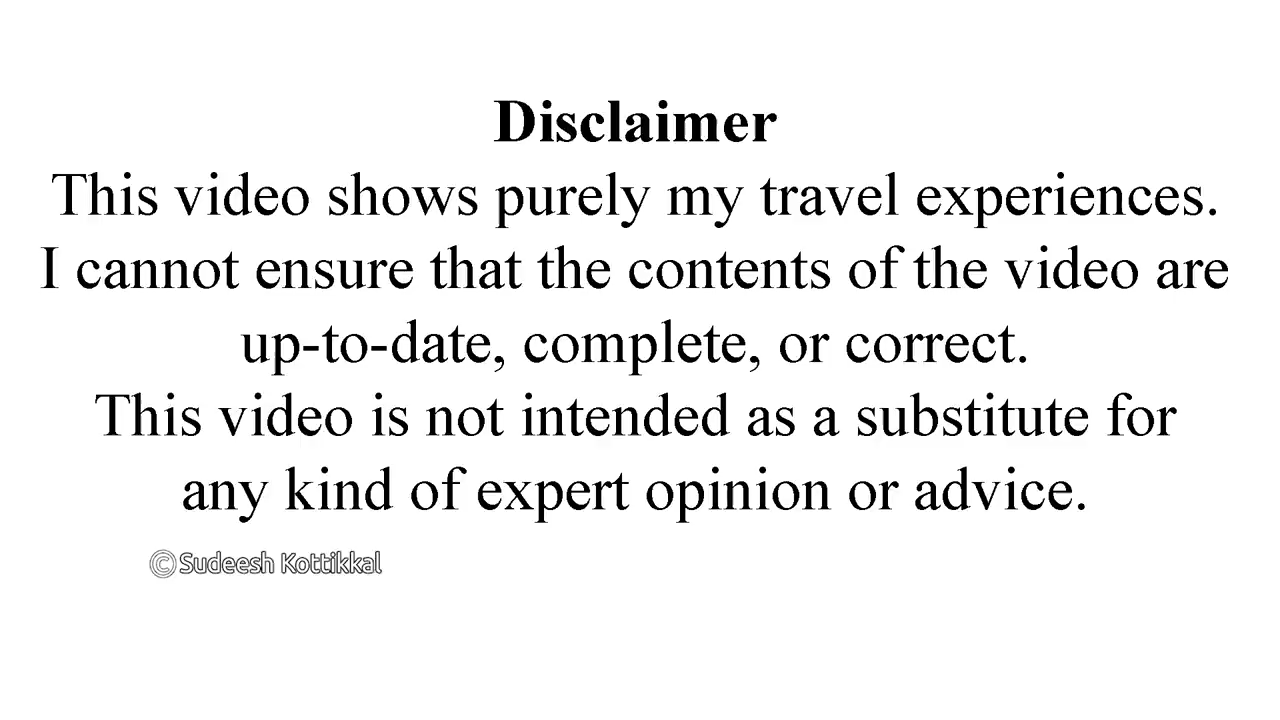 Disclaimer
This video shows purely my travel experiences.
I cannot ensure that the contents of the video are
up-to-date, complete, or correct.
This video is not intended as a substitute for
any kind of expert opinion or advice.
©Sudeesh Kottikkal